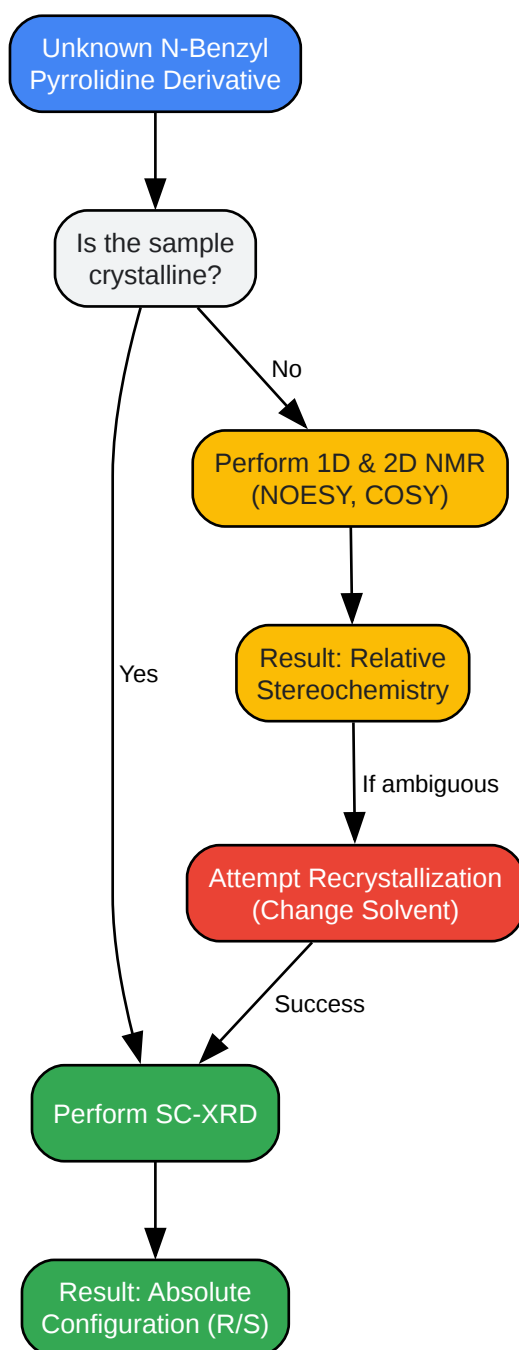 Unknown N-Benzyl
Pyrrolidine Derivative
Is the sample
crystalline?
No
Perform 1D & 2D NMR
(NOESY, COSY)
Yes
Result: Relative
Stereochemistry
If ambiguous
Attempt Recrystallization
(Change Solvent)
Success
Perform SC-XRD
Result: Absolute
Configuration (R/S)